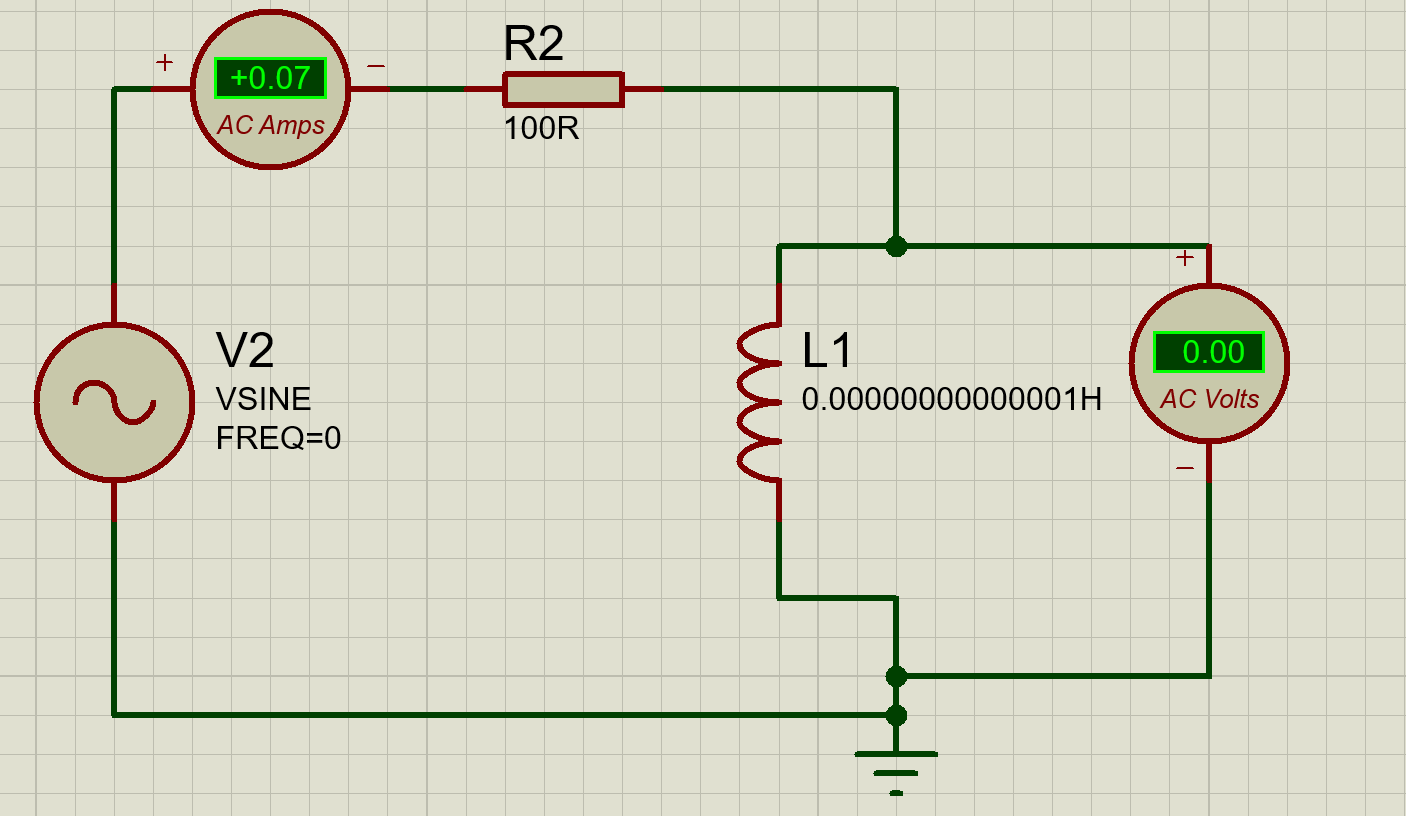 +
+0.07
−
AC Amps
R2
100R
V2
VSINE
FREQ=0
L1
0.00000000000001H
+
0.00
AC Volts
−